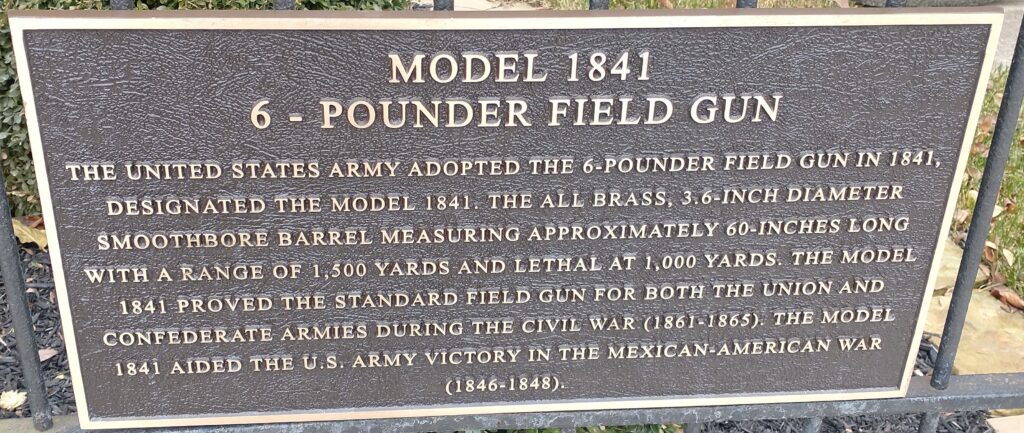 MODEL 1841
6 - POUNDER FIELD GUN
THE UNITED STATES ARMY ADOPTED THE 6-POUNDER FIELD GUN IN 1841,
DESIGNATED THE MODEL 1841. THE ALL BRASS, 3.6-INCH DIAMETER
SMOOTHBORE BARREL MEASURING APPROXIMATELY 60-INCHES LONG
WITH A RANGE OF 1,500 YARDS AND LETHAL AT 1,000 YARDS. THE MODEL
1841 PROVED THE STANDARD FIELD GUN FOR BOTH THE UNION AND
CONFEDERATE ARMIES DURING THE CIVIL WAR (1861-1865). THE MODEL
1841 AIDED THE U.S. ARMY VICTORY IN THE MEXICAN-AMERICAN WAR
(1846-1848).